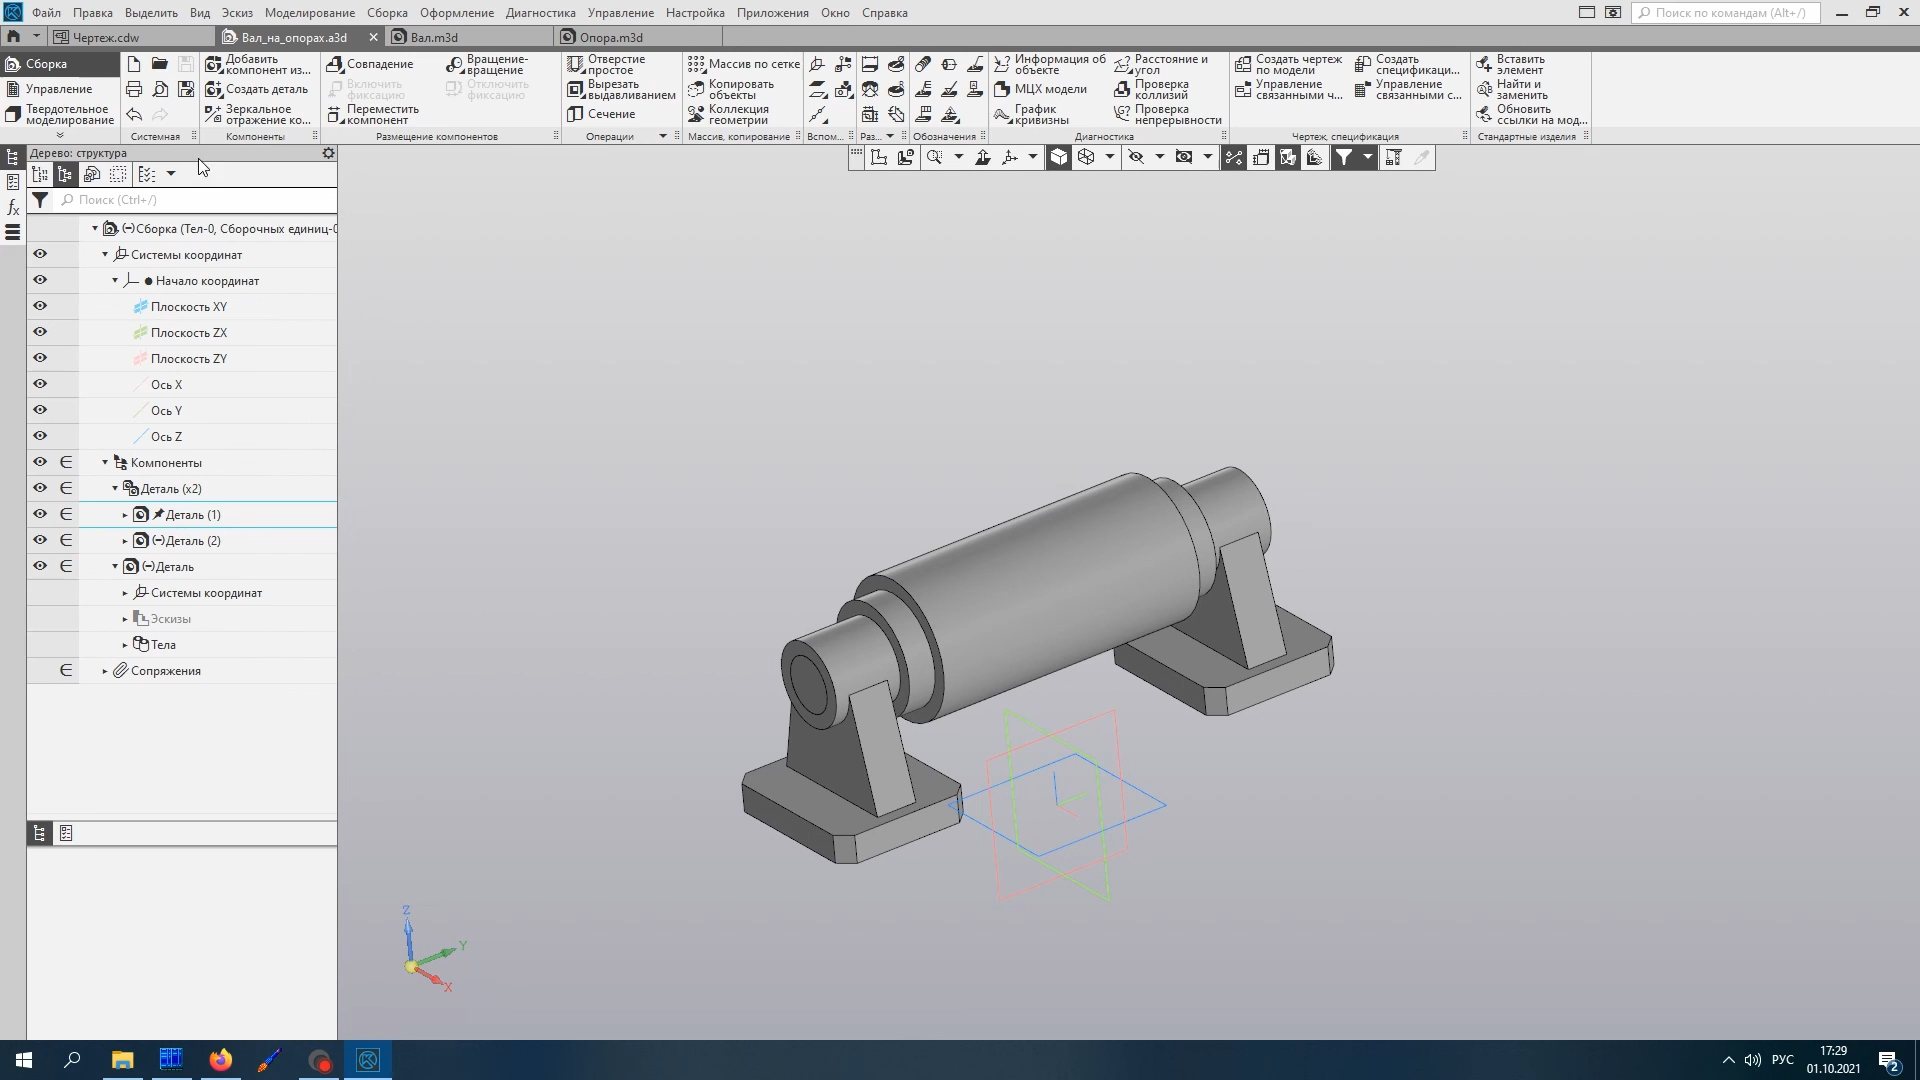 Файл Правка Выделить Вид Эскиз Моделирование Сборка Оформление Диагностика Управление Настройка Приложения Окно Справка
Поиск по командам (Alt+/)
Чертеж.cdw
Вал_на_опорах.a3d
Вал.m3d
Опора.m3d
Сборка
Управление
Твердотельное моделирование
Системная
Добавить компонент из...
Создать деталь
Зеркальное отражение ко...
Компоненты
Совпадение
Включить фиксацию
Переместить компонент
Вращение-вращение
Отключить фиксацию
Размещение компонентов
Отверстие простое
Вырезать выдавливанием
Сечение
Операции
Массив по сетке
Копировать объекты
Коллекция геометрии
Массив, копирование
Вспом...
Раз...
Обозначения
Информация об объекте
МЦХ модели
График кривизны
Расстояние и угол
Проверка коллизий
Проверка непрерывности
Диагностика
Создать чертеж по модели
Управление связанными ч...
Создать спецификаци...
Управление связанными с...
Чертеж, спецификация
Вставить элемент
Найти и заменить
Обновить ссылки на мод...
Стандартные изделия
Дерево: структура
Поиск (Ctrl+/)
(-)Сборка (Тел-0, Сборочных единиц-0
Системы координат
Начало координат
Плоскость XY
Плоскость ZX
Плоскость ZY
Ось X
Ось Y
Ось Z
Компоненты
Деталь (x2)
Деталь (1)
(-)Деталь (2)
(-)Деталь
Системы координат
Эскизы
Тела
Сопряжения
Z
Y
X
РУС
17:29
01.10.2021
2